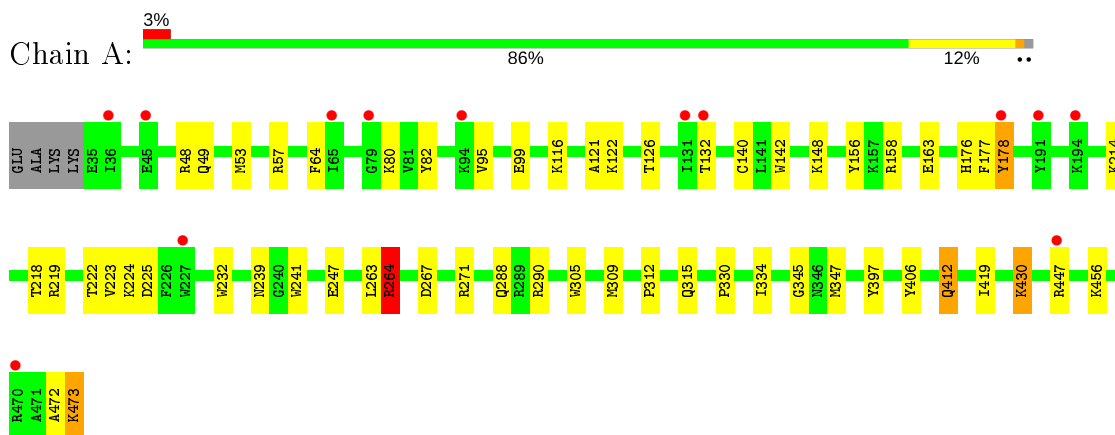 3%
Chain A:
86% 12% ••
GLU ALA LYS LYS E35 I36 E45 R48 Q49 M53 R57 F64 I65 G79 K80 V81 Y82 K94 V95 E99 K116 A121 K122 T126 I131 T132 C140 L141 W142 K148 Y156 K157 R158 E163 H176 F177 Y178 Y191 K194 K214
T218 R219 T222 V223 K224 D225 F226 W227 W232 N239 G240 W241 E247 L263 R264 D267 R271 Q288 R289 R290 W305 M309 P312 Q315 P330 I334 G345 N346 M347 Y397 Y406 Q412 I419 K430 R447 K456
R470 A471 A472 K473